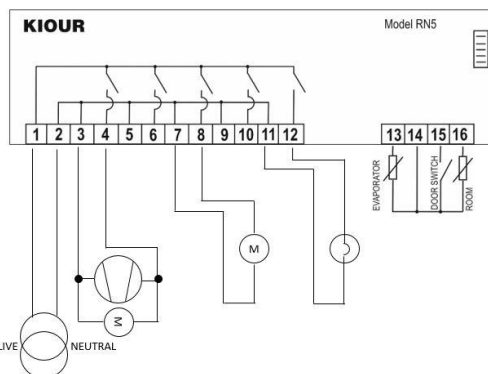 KIOUR
Model RN5
1 2 3 4 5 6 7 8 9 10 11 12
13 14 15 16
EVAPORATOR
DOOR SWITCH
ROOM
M
M
LIVE
NEUTRAL